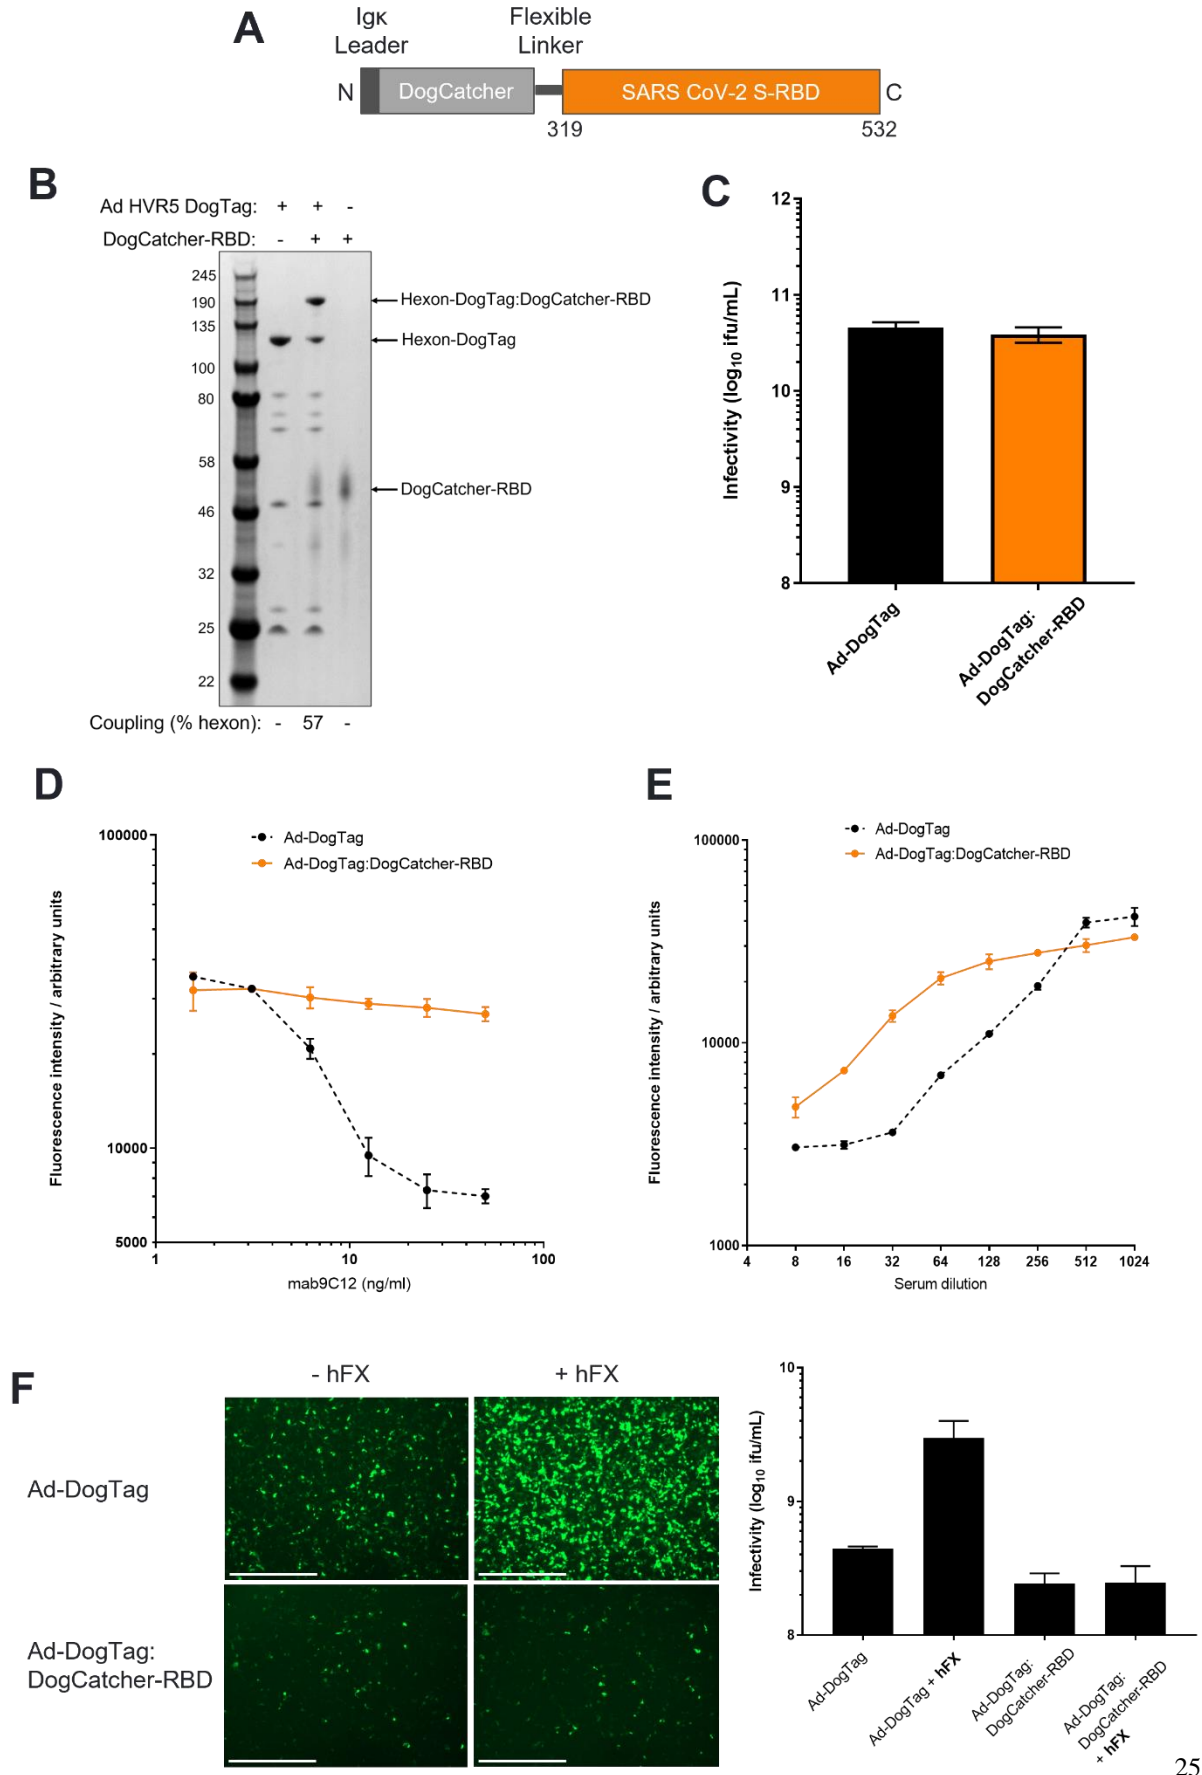 A
Igκ
Leader
Flexible
Linker
N
DogCatcher
SARS CoV-2 S-RBD
C
319
532
B
Ad HVR5 DogTag: + + -
DogCatcher-RBD: - + +
245
190
135
100
80
58
46
32
25
22
Hexon-DogTag:DogCatcher-RBD
Hexon-DogTag
DogCatcher-RBD
Coupling (% hexon): - 57 -
C
Infectivity (log10 ifu/mL)
12
11
10
9
8
Ad-DogTag
Ad-DogTag:
DogCatcher-RBD
D
Ad-DogTag
Ad-DogTag:DogCatcher-RBD
Fluorescence intensity / arbitrary units
100000
10000
5000
1
10
100
mab9C12 (ng/ml)
E
Ad-DogTag
Ad-DogTag:DogCatcher-RBD
Fluorescence intensity / arbitrary units
100000
10000
1000
4 8 16 32 64 128 256 512 1024
Serum dilution
F
- hFX
+ hFX
Ad-DogTag
Ad-DogTag:
DogCatcher-RBD
Infectivity (log10 ifu/mL)
10
9
8
Ad-DogTag
Ad-DogTag + hFX
Ad-DogTag:
DogCatcher-RBD
Ad-DogTag:
DogCatcher-RBD
+ hFX
25